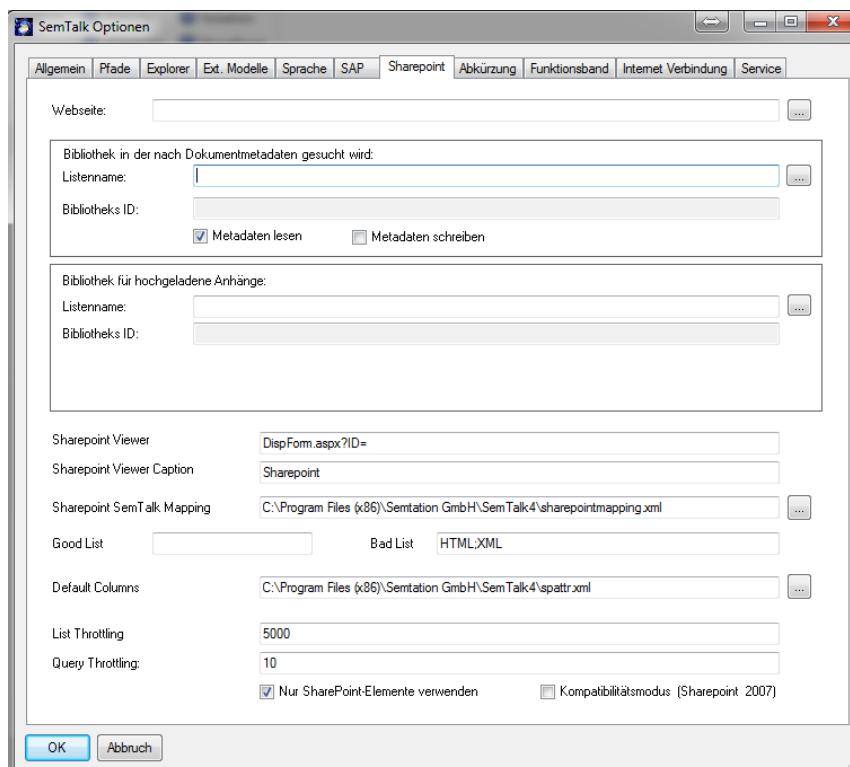 SemTalk Optionen
Allgemein Pfade Explorer Ext. Modelle Sprache SAP Sharepoint Abkürzung Funktionsband Internet Verbindung Service
Webseite: ...
Bibliothek in der nach Dokumentmetadaten gesucht wird:
Listenname: ...
Bibliotheks ID:
Metadaten lesen Metadaten schreiben
Bibliothek für hochgeladene Anhänge:
Listenname: ...
Bibliotheks ID:
Sharepoint Viewer DispForm.aspx?ID=
Sharepoint Viewer Caption Sharepoint
Sharepoint SemTalk Mapping C:\Program Files (x86)\Semtation GmbH\SemTalk4\sharepointmapping.xml ...
Good List Bad List HTML;XML
Default Columns C:\Program Files (x86)\Semtation GmbH\SemTalk4\spattr.xml ...
List Throttling 5000
Query Throttling: 10
Nur SharePoint-Elemente verwenden Kompatibilitätsmodus (Sharepoint 2007)
OK Abbruch